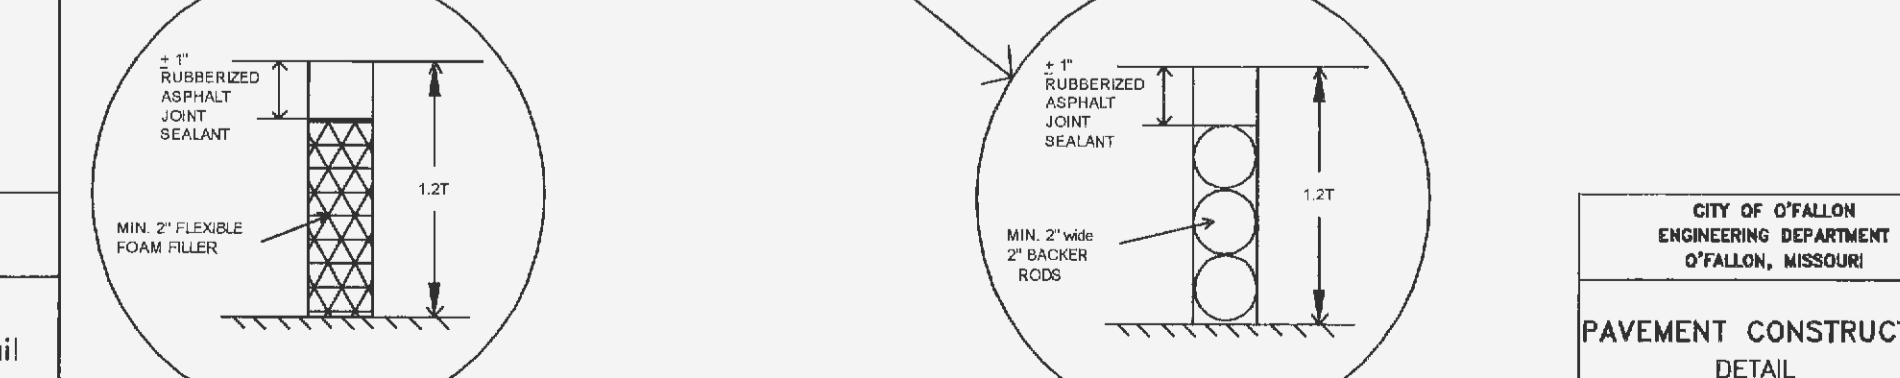 ± 1"
RUBBERIZED
ASPHALT
JOINT
SEALANT
1.2T
MIN. 2" FLEXIBLE
FOAM FILLER
± 1"
RUBBERIZED
ASPHALT
JOINT
SEALANT
1.2T
MIN. 2" wide
2" BACKER
RODS
CITY OF O'FALLON
ENGINEERING DEPARTMENT
O'FALLON, MISSOURI
PAVEMENT CONSTRUCT
DETAIL
il